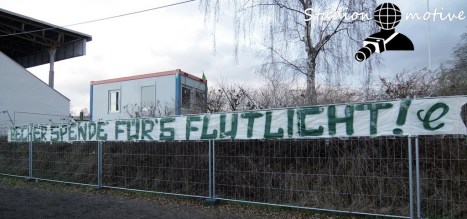 Stadion motive
BECHER SPENDE FÜR'S FLUTLICHT!